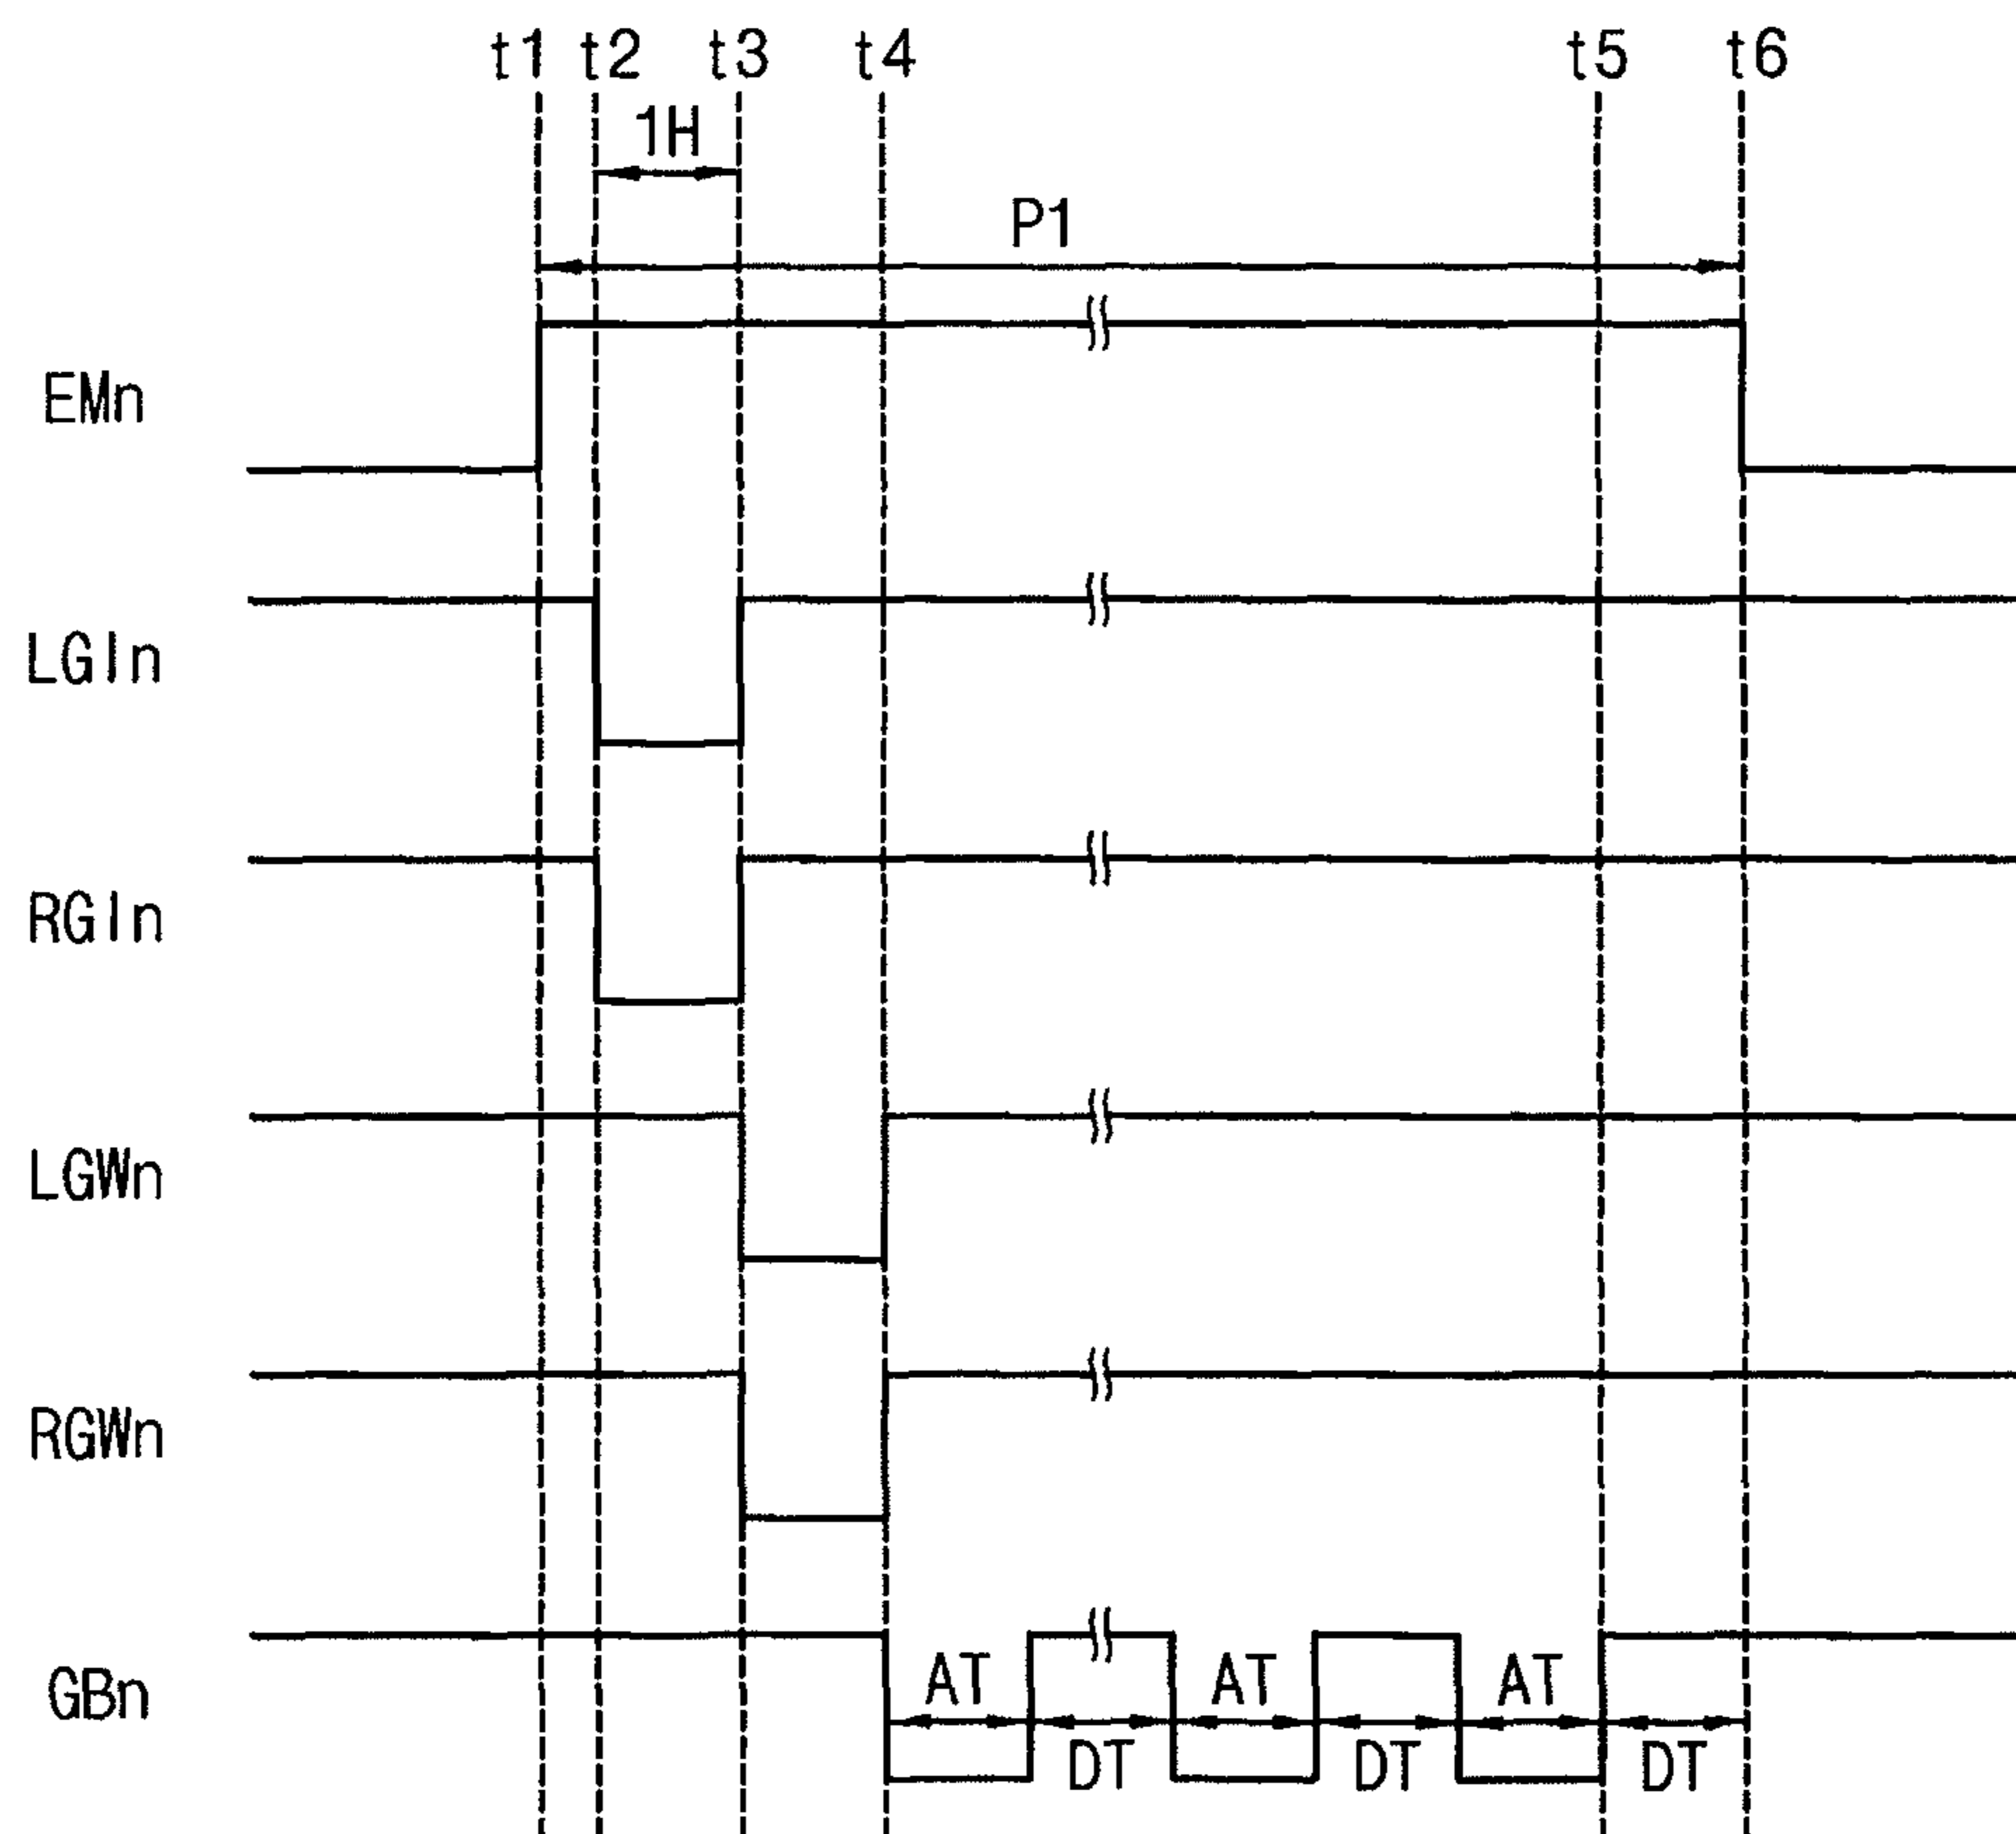 t1 t2 t3 t4 t5 t6
1H
P1
EMn
LGIn
RGIn
LGWn
RGWn
GBn
AT AT AT
DT DT DT